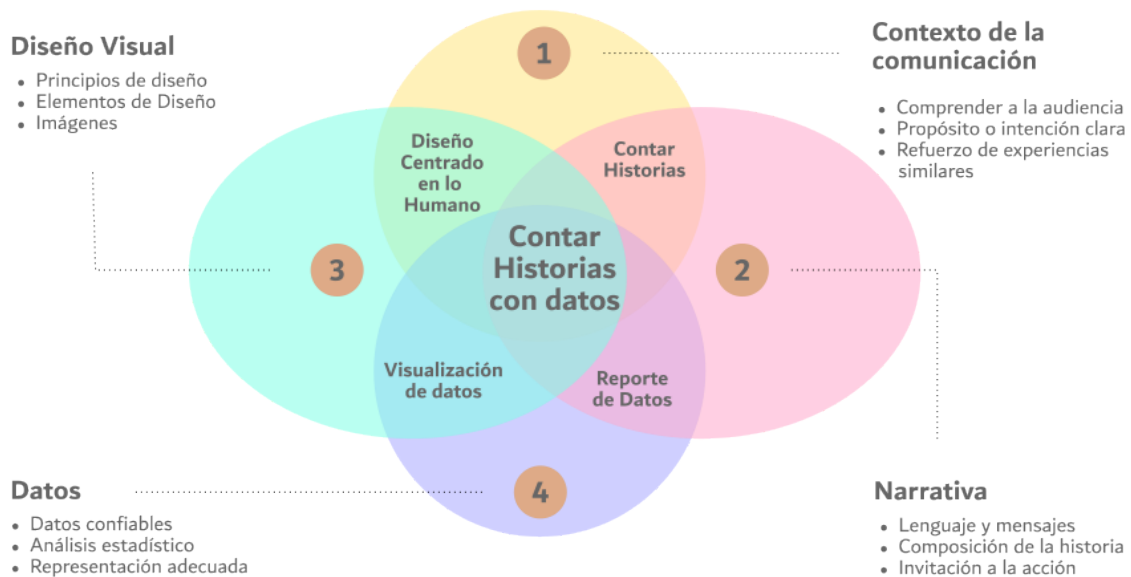 Diseño Visual
• Principios de diseño
• Elementos de Diseño
• Imágenes
1
Contexto de la
comunicación
• Comprender a la audiencia
• Propósito o intención clara
• Refuerzo de experiencias
similares
Diseño
Centrado
en lo
Humano
Contar
Historias
3
Contar
Historias
con datos
2
Visualización
de datos
Reporte
de Datos
4
Datos
• Datos confiables
• Análisis estadístico
• Representación adecuada
Narrativa
• Lenguaje y mensajes
• Composición de la historia
• Invitación a la acción